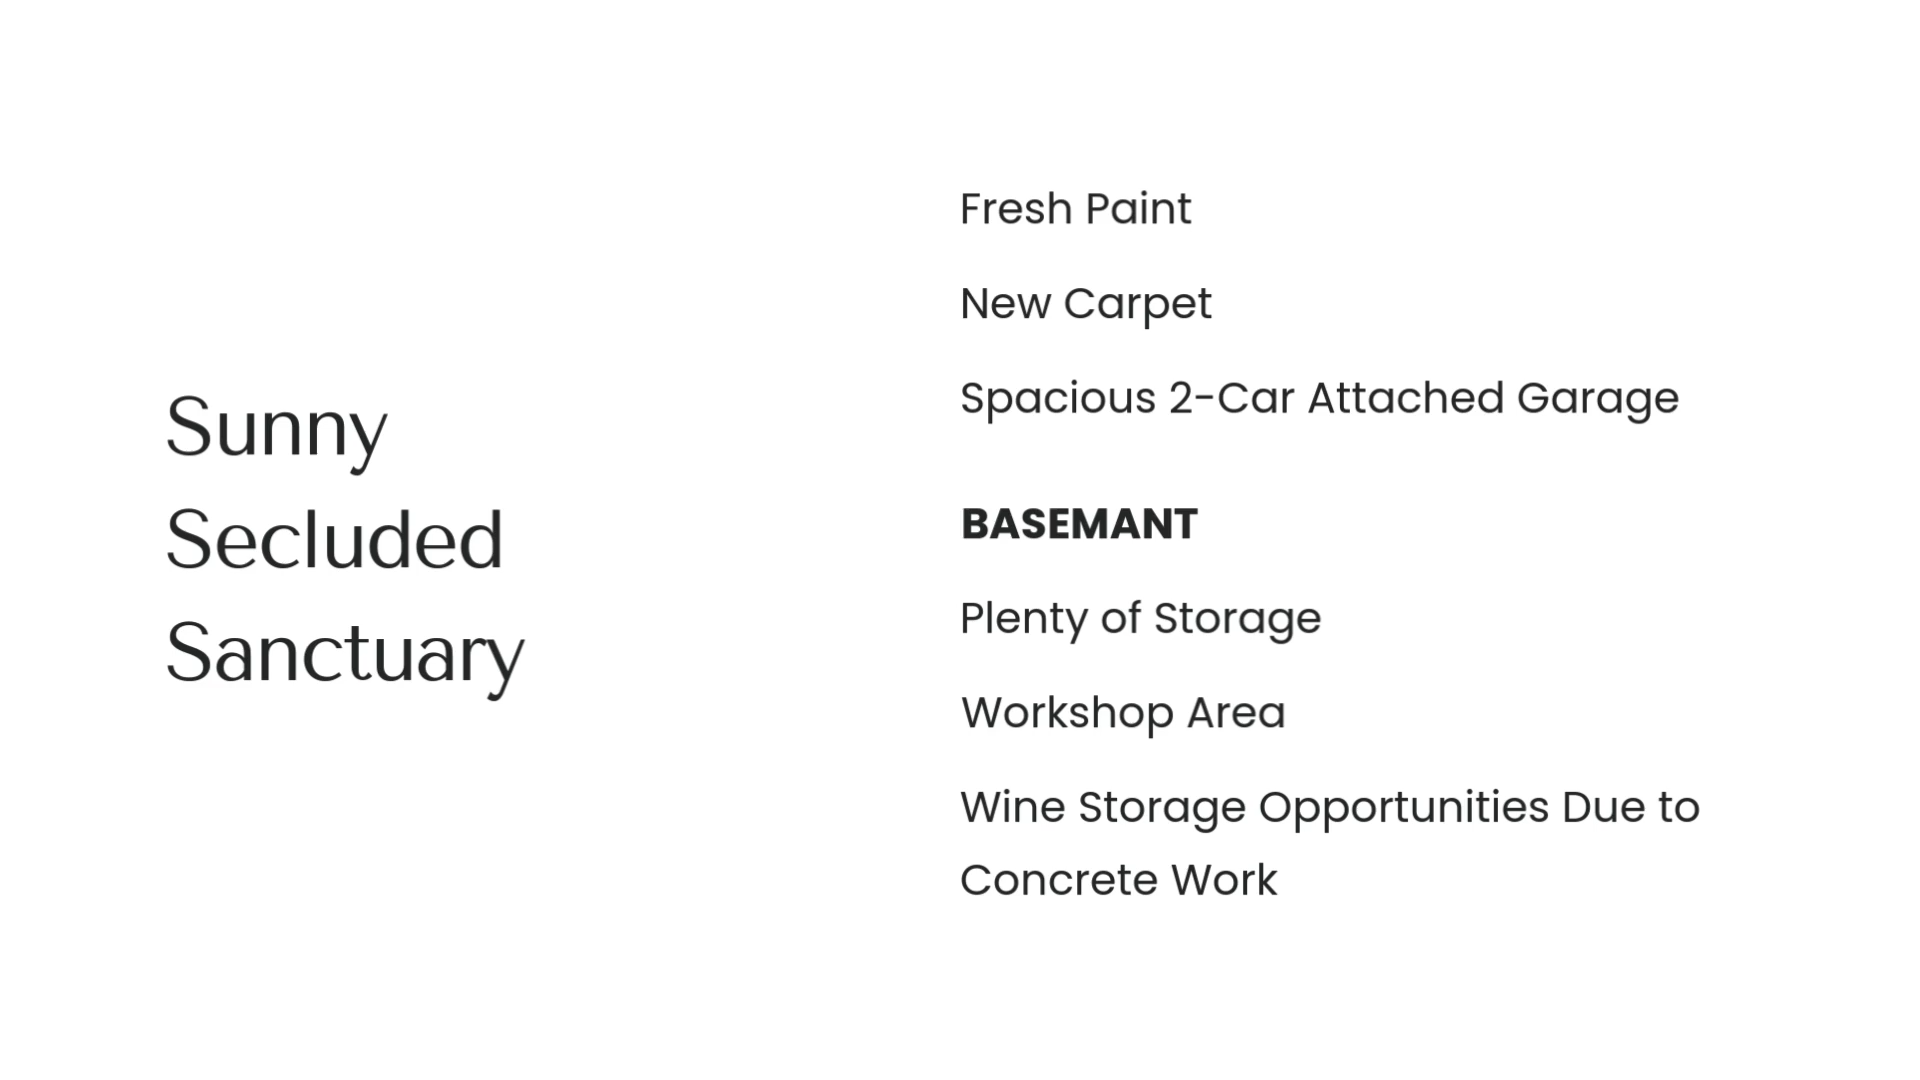 Sunny
Secluded
Sanctuary
Fresh Paint
New Carpet
Spacious 2-Car Attached Garage
BASEMANT
Plenty of Storage
Workshop Area
Wine Storage Opportunities Due to
Concrete Work